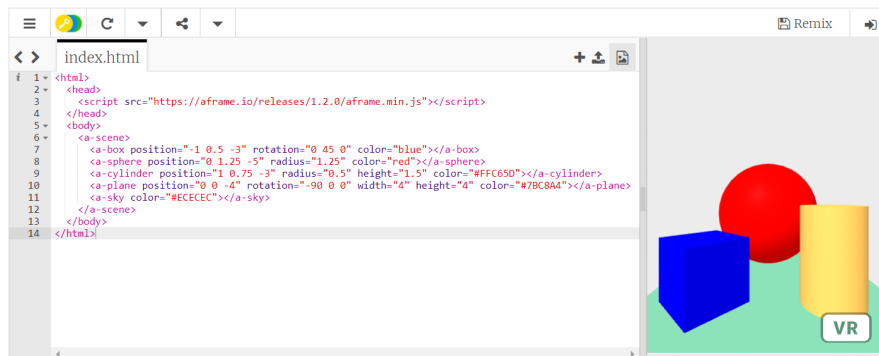 Remix
index.html
i 1 <html>
2 <head>
3 <script src="https://aframe.io/releases/1.2.0/aframe.min.js"></script>
4 </head>
5 <body>
6 <a-scene>
7 <a-box position="-1 0.5 -3" rotation="0 45 0" color="blue"></a-box>
8 <a-sphere position="0 1.25 -5" radius="1.25" color="red"></a-sphere>
9 <a-cylinder position="1 0.75 -3" radius="0.5" height="1.5" color="#FFC65D"></a-cylinder>
10 <a-plane position="0 0 -4" rotation="-90 0 0" width="4" height="4" color="#7BC8A4"></a-plane>
11 <a-sky color="#ECECEC"></a-sky>
12 </a-scene>
13 </body>
14 </html>
VR